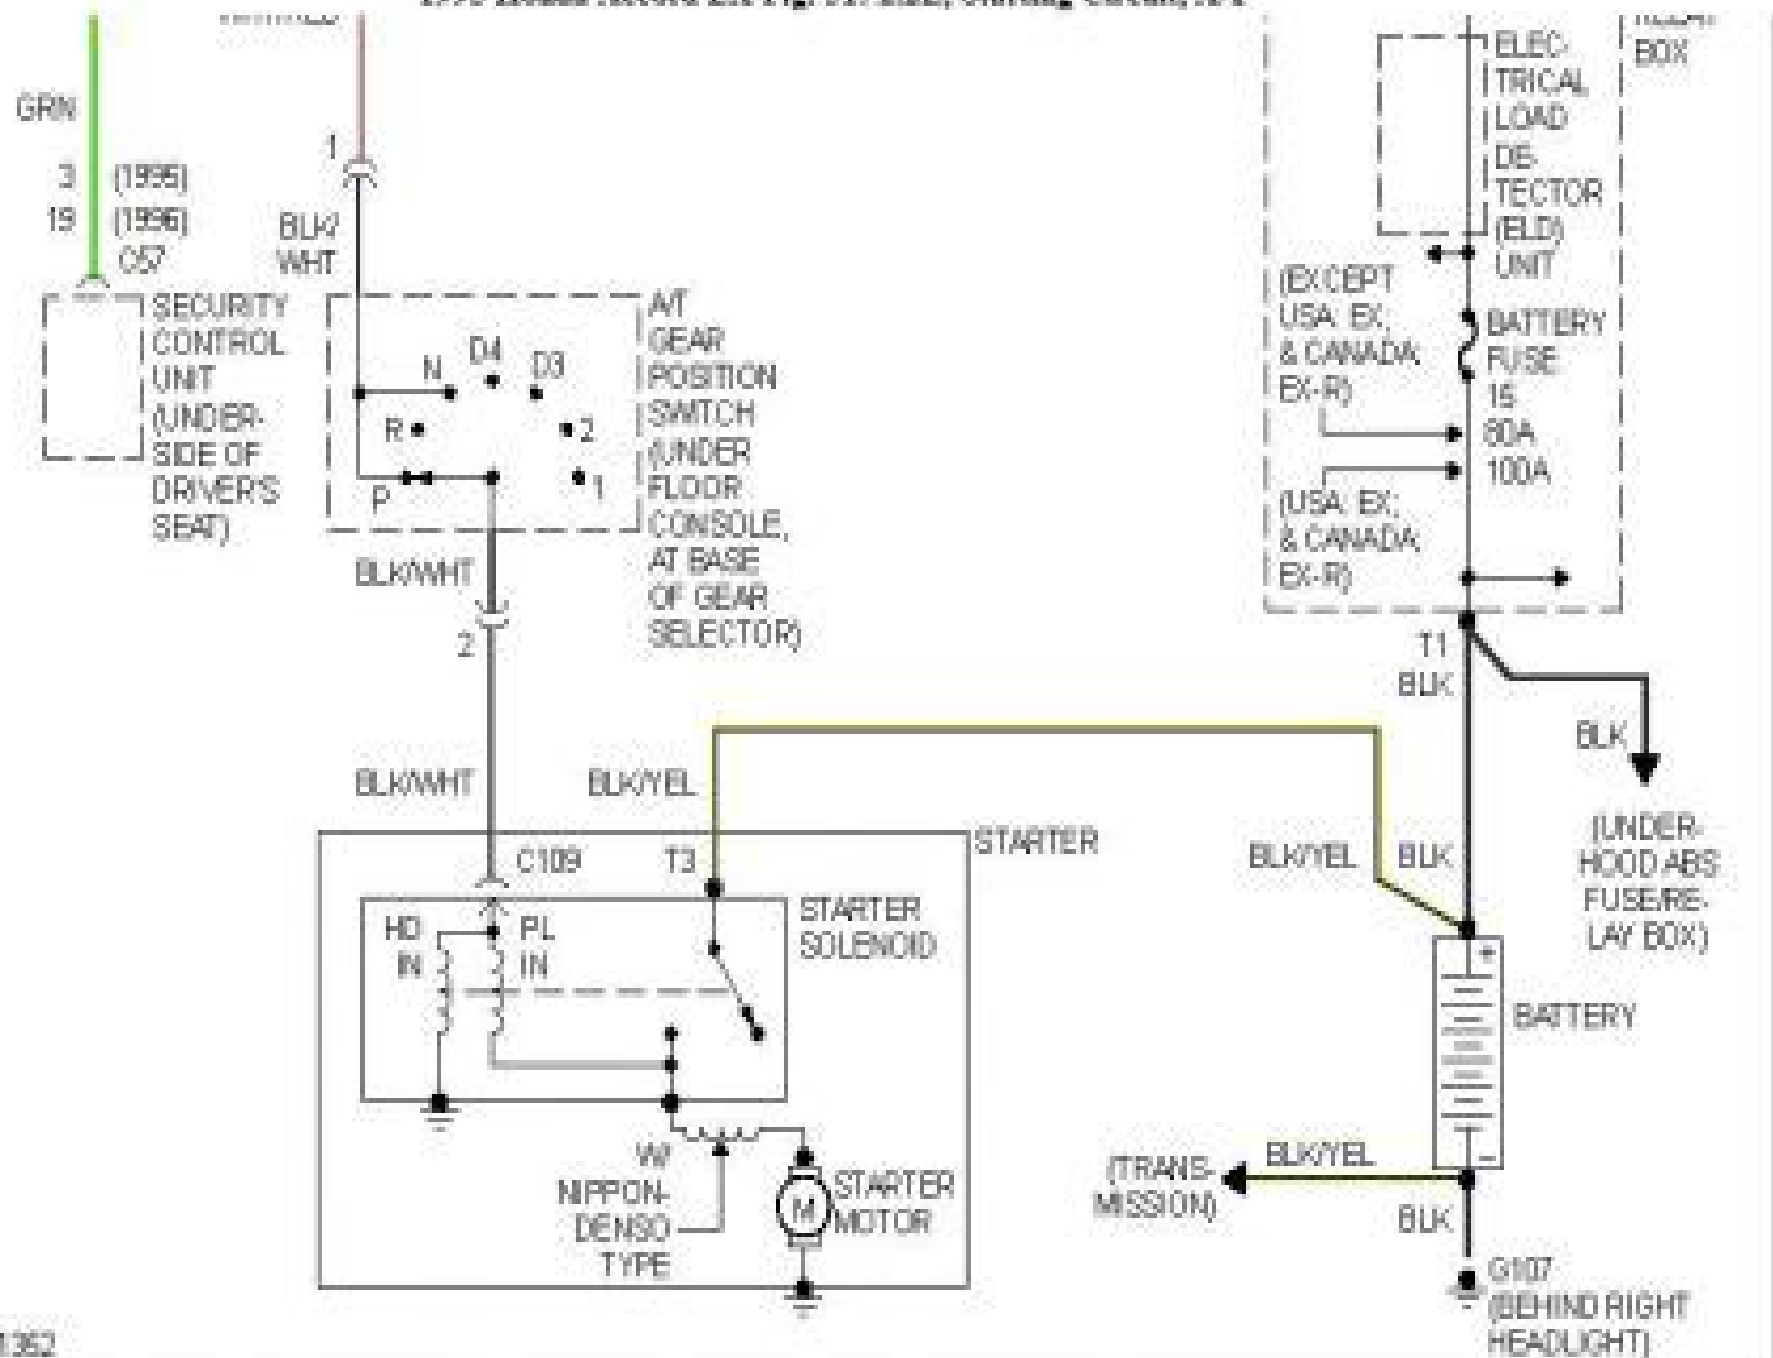 GRN
3 (1995)
19 (1996)
C57
SECURITY
CONTROL
UNIT
(UNDER-
SIDE OF
DRIVER'S
SEAT)
1
BLK/
WHT
N
D4
D3
R
2
P
1
A/T
GEAR
POSITION
SWITCH
(UNDER
FLOOR
CONSOLE,
AT BASE
OF GEAR
SELECTOR)
BLK/WHT
2
BLK/WHT
BLK/YEL
BOX
ELEC-
TRICAL
LOAD
DE-
TECTOR
(ELD)
UNIT
(EXCEPT
USA: EX;
& CANADA:
EX-R)
BATTERY
FUSE
15
80A
100A
(USA: EX;
& CANADA:
EX-R)
T1
BLK
BLK
(UNDER-
HOOD ABS
FUSE/RE-
LAY BOX)
BLK/YEL
BLK
STARTER
C109
T3
STARTER
SOLENOID
HD
IN
PL
IN
+
BATTERY
-
W/
NIPPON-
DENSO
TYPE
M
STARTER
MOTOR
(TRANS-
MISSION)
BLK/YEL
BLK
G107
(BEHIND RIGHT
HEADLIGHT)
1362